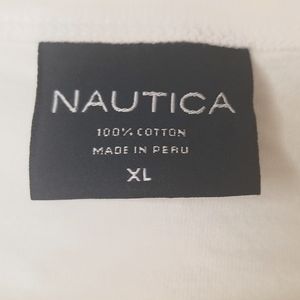 NAUTICA
100% COTTON
MADE IN PERU
XL